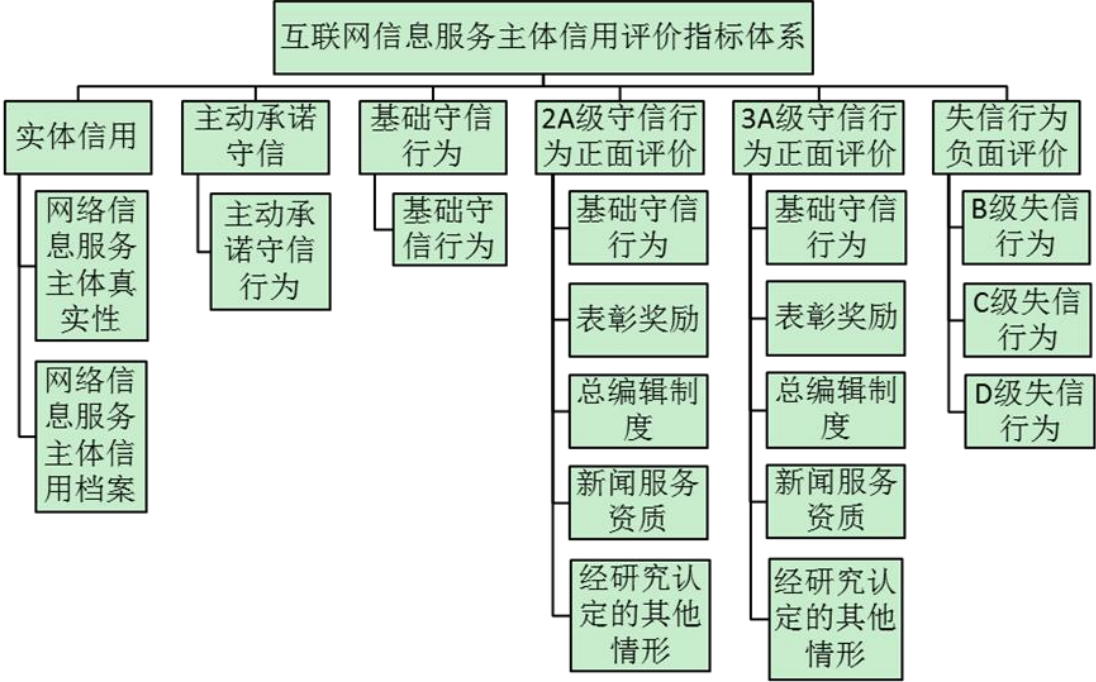 互联网信息服务主体信用评价指标体系
实体信用
网络信
息服务
主体真
实性
网络信
息服务
主体信
用档案
主动承诺
守信
主动承
诺守信
行为
基础守信
行为
基础守
信行为
2A级守信行
为正面评价
基础守信
行为
表彰奖励
总编辑制
度
新闻服务
资质
经研究认
定的其他
情形
3A级守信行
为正面评价
基础守信
行为
表彰奖励
总编辑制
度
新闻服务
资质
经研究认
定的其他
情形
失信行为
负面评价
B级失信
行为
C级失信
行为
D级失信
行为